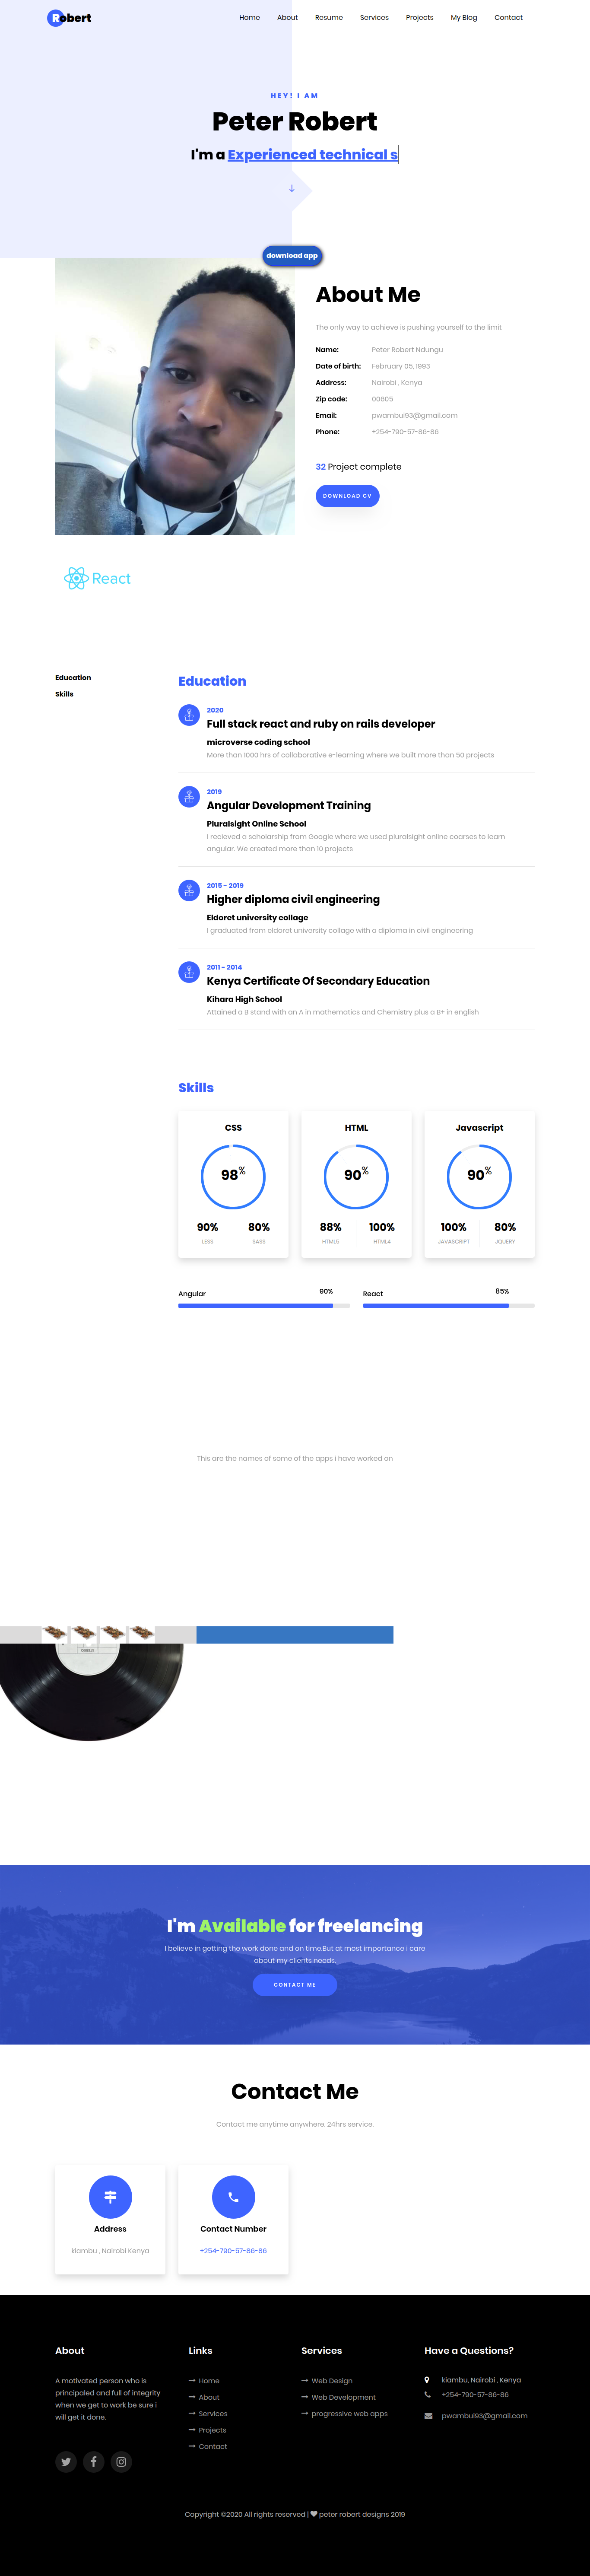 Robert
Home About Resume Services Projects My Blog Contact
HEY! I AM
Peter Robert
I'm a Experienced technical s
download app
About Me
The only way to achieve is pushing yourself to the limit
Name: Peter Robert Ndungu
Date of birth: February 05, 1993
Address: Nairobi , Kenya
Zip code: 00605
Email: pwambui93@gmail.com
Phone: +254-790-57-86-86
32 Project complete
DOWNLOAD CV
React
Education
Skills
Education
2020
Full stack react and ruby on rails developer
microverse coding school
More than 1000 hrs of collaborative e-learning where we built more than 50 projects
2019
Angular Development Training
Pluralsight Online School
I recieved a scholarship from Google where we used pluralsight online coarses to learn
angular. We created more than 10 projects
2015 - 2019
Higher diploma civil engineering
Eldoret university collage
I graduated from eldoret university collage with a diploma in civil engineering
2011 - 2014
Kenya Certificate Of Secondary Education
Kihara High School
Attained a B stand with an A in mathematics and Chemistry plus a B+ in english
Skills
CSS HTML Javascript
98% 90% 90%
90% 80% 88% 100% 100% 80%
LESS SASS HTML5 HTML4 JAVASCRIPT JQUERY
Angular 90% React 85%
This are the names of some of the apps i have worked on
I'm Available for freelancing
I believe in getting the work done and on time.But at most importance i care
about my clients needs.
CONTACT ME
Contact Me
Contact me anytime anywhere. 24hrs service.
Address
kiambu , Nairobi Kenya
Contact Number
+254-790-57-86-86
About
A motivated person who is
principaled and full of integrity
when we get to work be sure i
will get it done.
Links
Home
About
Services
Projects
Contact
Services
Web Design
Web Development
progressive web apps
Have a Questions?
kiambu, Nairobi , Kenya
+254-790-57-86-86
pwambui93@gmail.com
Copyright ©2020 All rights reserved | ♥ peter robert designs 2019